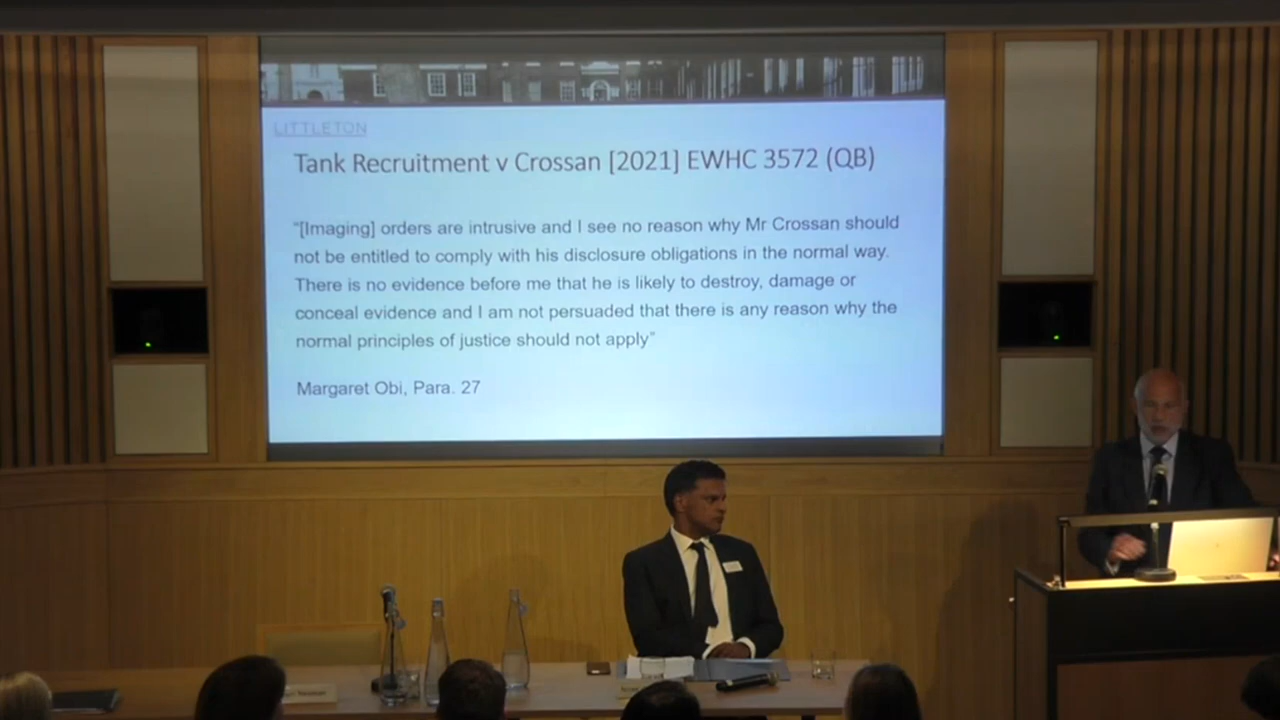 LITTLETON
Tank Recruitment v Crossan [2021] EWHC 3572 (QB)
“[Imaging] orders are intrusive and I see no reason why Mr Crossan should
not be entitled to comply with his disclosure obligations in the normal way.
There is no evidence before me that he is likely to destroy, damage or
conceal evidence and I am not persuaded that there is any reason why the
normal principles of justice should not apply”
Margaret Obi, Para. 27